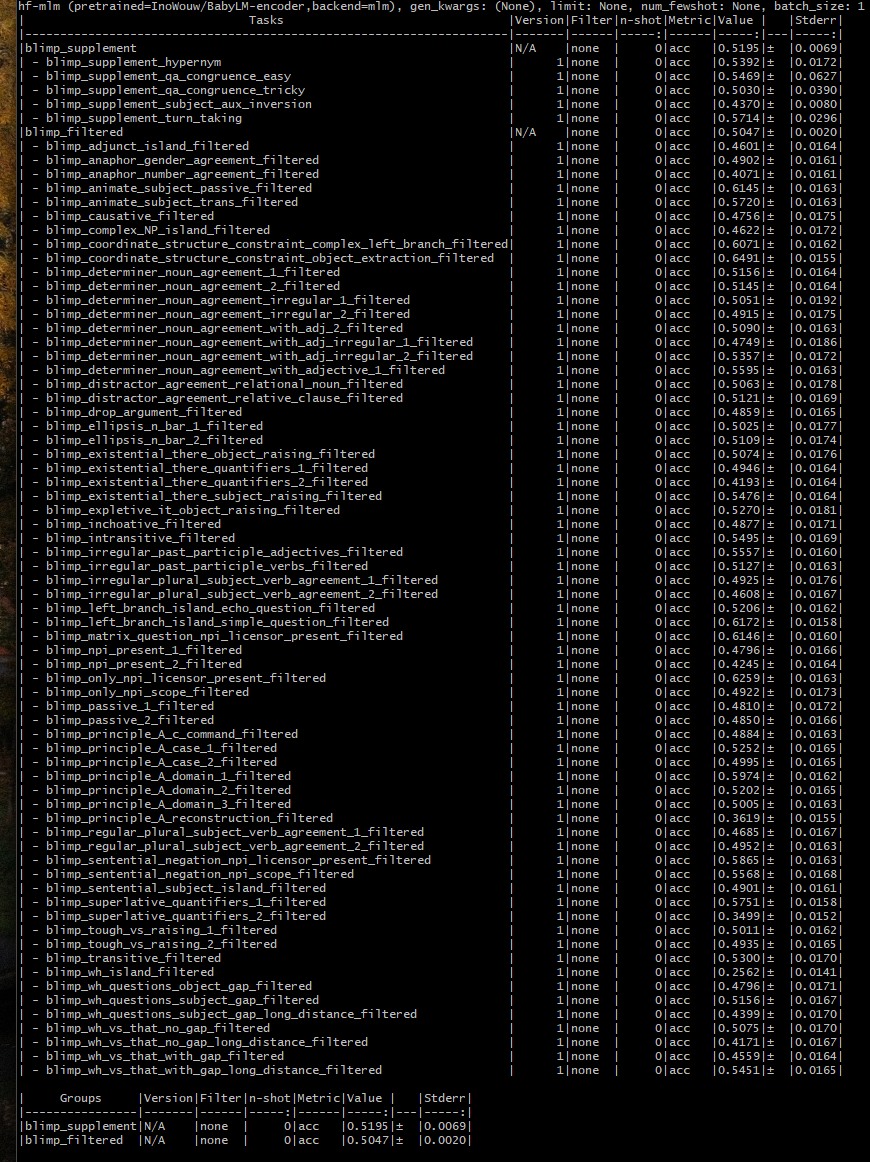 hf-mlm (pretrained=InoWouw/BabyLM-encoder,backend=mlm), gen_kwargs: (None), limit: None, num_fewshot: None, batch_size: 1
|                                Tasks                                 |Version|Filter|n-shot|Metric|Value |   |Stderr|
|----------------------------------------------------------------------|-------|------|-----:|------|-----:|---|-----:|
|blimp_supplement                                                      |N/A    |none  |     0|acc   |0.5195|±  |0.0069|
| - blimp_supplement_hypernym                                          |      1|none  |     0|acc   |0.5392|±  |0.0172|
| - blimp_supplement_qa_congruence_easy                                |      1|none  |     0|acc   |0.5469|±  |0.0627|
| - blimp_supplement_qa_congruence_tricky                              |      1|none  |     0|acc   |0.5030|±  |0.0390|
| - blimp_supplement_subject_aux_inversion                             |      1|none  |     0|acc   |0.4370|±  |0.0080|
| - blimp_supplement_turn_taking                                       |      1|none  |     0|acc   |0.5714|±  |0.0296|
|blimp_filtered                                                        |N/A    |none  |     0|acc   |0.5047|±  |0.0020|
| - blimp_adjunct_island_filtered                                      |      1|none  |     0|acc   |0.4601|±  |0.0164|
| - blimp_anaphor_gender_agreement_filtered                            |      1|none  |     0|acc   |0.4902|±  |0.0161|
| - blimp_anaphor_number_agreement_filtered                            |      1|none  |     0|acc   |0.4071|±  |0.0161|
| - blimp_animate_subject_passive_filtered                             |      1|none  |     0|acc   |0.6145|±  |0.0163|
| - blimp_animate_subject_trans_filtered                               |      1|none  |     0|acc   |0.5720|±  |0.0163|
| - blimp_causative_filtered                                           |      1|none  |     0|acc   |0.4756|±  |0.0175|
| - blimp_complex_NP_island_filtered                                   |      1|none  |     0|acc   |0.4622|±  |0.0172|
| - blimp_coordinate_structure_constraint_complex_left_branch_filtered|      1|none  |     0|acc   |0.6071|±  |0.0162|
| - blimp_coordinate_structure_constraint_object_extraction_filtered   |      1|none  |     0|acc   |0.6491|±  |0.0155|
| - blimp_determiner_noun_agreement_1_filtered                         |      1|none  |     0|acc   |0.5156|±  |0.0164|
| - blimp_determiner_noun_agreement_2_filtered                         |      1|none  |     0|acc   |0.5145|±  |0.0164|
| - blimp_determiner_noun_agreement_irregular_1_filtered               |      1|none  |     0|acc   |0.5051|±  |0.0192|
| - blimp_determiner_noun_agreement_irregular_2_filtered               |      1|none  |     0|acc   |0.4915|±  |0.0175|
| - blimp_determiner_noun_agreement_with_adj_2_filtered                |      1|none  |     0|acc   |0.5090|±  |0.0163|
| - blimp_determiner_noun_agreement_with_adj_irregular_1_filtered      |      1|none  |     0|acc   |0.4749|±  |0.0186|
| - blimp_determiner_noun_agreement_with_adj_irregular_2_filtered      |      1|none  |     0|acc   |0.5357|±  |0.0172|
| - blimp_determiner_noun_agreement_with_adjective_1_filtered          |      1|none  |     0|acc   |0.5595|±  |0.0163|
| - blimp_distractor_agreement_relational_noun_filtered                |      1|none  |     0|acc   |0.5063|±  |0.0178|
| - blimp_distractor_agreement_relative_clause_filtered                |      1|none  |     0|acc   |0.5121|±  |0.0169|
| - blimp_drop_argument_filtered                                       |      1|none  |     0|acc   |0.4859|±  |0.0165|
| - blimp_ellipsis_n_bar_1_filtered                                    |      1|none  |     0|acc   |0.5025|±  |0.0177|
| - blimp_ellipsis_n_bar_2_filtered                                    |      1|none  |     0|acc   |0.5109|±  |0.0174|
| - blimp_existential_there_object_raising_filtered                    |      1|none  |     0|acc   |0.5074|±  |0.0176|
| - blimp_existential_there_quantifiers_1_filtered                     |      1|none  |     0|acc   |0.4946|±  |0.0164|
| - blimp_existential_there_quantifiers_2_filtered                     |      1|none  |     0|acc   |0.4193|±  |0.0164|
| - blimp_existential_there_subject_raising_filtered                   |      1|none  |     0|acc   |0.5476|±  |0.0164|
| - blimp_expletive_it_object_raising_filtered                         |      1|none  |     0|acc   |0.5270|±  |0.0181|
| - blimp_inchoative_filtered                                          |      1|none  |     0|acc   |0.4877|±  |0.0171|
| - blimp_intransitive_filtered                                        |      1|none  |     0|acc   |0.5495|±  |0.0169|
| - blimp_irregular_past_participle_adjectives_filtered                |      1|none  |     0|acc   |0.5557|±  |0.0160|
| - blimp_irregular_past_participle_verbs_filtered                     |      1|none  |     0|acc   |0.5127|±  |0.0163|
| - blimp_irregular_plural_subject_verb_agreement_1_filtered           |      1|none  |     0|acc   |0.4925|±  |0.0176|
| - blimp_irregular_plural_subject_verb_agreement_2_filtered           |      1|none  |     0|acc   |0.4608|±  |0.0167|
| - blimp_left_branch_island_echo_question_filtered                    |      1|none  |     0|acc   |0.5206|±  |0.0162|
| - blimp_left_branch_island_simple_question_filtered                  |      1|none  |     0|acc   |0.6172|±  |0.0158|
| - blimp_matrix_question_npi_licensor_present_filtered                |      1|none  |     0|acc   |0.6146|±  |0.0160|
| - blimp_npi_present_1_filtered                                       |      1|none  |     0|acc   |0.4796|±  |0.0166|
| - blimp_npi_present_2_filtered                                       |      1|none  |     0|acc   |0.4245|±  |0.0164|
| - blimp_only_npi_licensor_present_filtered                           |      1|none  |     0|acc   |0.6259|±  |0.0163|
| - blimp_only_npi_scope_filtered                                      |      1|none  |     0|acc   |0.4922|±  |0.0173|
| - blimp_passive_1_filtered                                           |      1|none  |     0|acc   |0.4810|±  |0.0172|
| - blimp_passive_2_filtered                                           |      1|none  |     0|acc   |0.4850|±  |0.0166|
| - blimp_principle_A_c_command_filtered                               |      1|none  |     0|acc   |0.4884|±  |0.0163|
| - blimp_principle_A_case_1_filtered                                  |      1|none  |     0|acc   |0.5252|±  |0.0165|
| - blimp_principle_A_case_2_filtered                                  |      1|none  |     0|acc   |0.4995|±  |0.0165|
| - blimp_principle_A_domain_1_filtered                                |      1|none  |     0|acc   |0.5974|±  |0.0162|
| - blimp_principle_A_domain_2_filtered                                |      1|none  |     0|acc   |0.5202|±  |0.0165|
| - blimp_principle_A_domain_3_filtered                                |      1|none  |     0|acc   |0.5005|±  |0.0163|
| - blimp_principle_A_reconstruction_filtered                          |      1|none  |     0|acc   |0.3619|±  |0.0155|
| - blimp_regular_plural_subject_verb_agreement_1_filtered             |      1|none  |     0|acc   |0.4685|±  |0.0167|
| - blimp_regular_plural_subject_verb_agreement_2_filtered             |      1|none  |     0|acc   |0.4952|±  |0.0163|
| - blimp_sentential_negation_npi_licensor_present_filtered            |      1|none  |     0|acc   |0.5865|±  |0.0163|
| - blimp_sentential_negation_npi_scope_filtered                       |      1|none  |     0|acc   |0.5568|±  |0.0168|
| - blimp_sentential_subject_island_filtered                           |      1|none  |     0|acc   |0.4901|±  |0.0161|
| - blimp_superlative_quantifiers_1_filtered                           |      1|none  |     0|acc   |0.5751|±  |0.0158|
| - blimp_superlative_quantifiers_2_filtered                           |      1|none  |     0|acc   |0.3499|±  |0.0152|
| - blimp_tough_vs_raising_1_filtered                                  |      1|none  |     0|acc   |0.5011|±  |0.0162|
| - blimp_tough_vs_raising_2_filtered                                  |      1|none  |     0|acc   |0.4935|±  |0.0165|
| - blimp_transitive_filtered                                          |      1|none  |     0|acc   |0.5300|±  |0.0170|
| - blimp_wh_island_filtered                                           |      1|none  |     0|acc   |0.2562|±  |0.0141|
| - blimp_wh_questions_object_gap_filtered                             |      1|none  |     0|acc   |0.4796|±  |0.0171|
| - blimp_wh_questions_subject_gap_filtered                            |      1|none  |     0|acc   |0.5156|±  |0.0167|
| - blimp_wh_questions_subject_gap_long_distance_filtered              |      1|none  |     0|acc   |0.4399|±  |0.0170|
| - blimp_wh_vs_that_no_gap_filtered                                   |      1|none  |     0|acc   |0.5075|±  |0.0170|
| - blimp_wh_vs_that_no_gap_long_distance_filtered                     |      1|none  |     0|acc   |0.4171|±  |0.0167|
| - blimp_wh_vs_that_with_gap_filtered                                 |      1|none  |     0|acc   |0.4559|±  |0.0164|
| - blimp_wh_vs_that_with_gap_long_distance_filtered                   |      1|none  |     0|acc   |0.5451|±  |0.0165|
|     Groups     |Version|Filter|n-shot|Metric|Value |   |Stderr|
|----------------|-------|------|-----:|------|-----:|---|-----:|
|blimp_supplement|N/A    |none  |     0|acc   |0.5195|±  |0.0069|
|blimp_filtered  |N/A    |none  |     0|acc   |0.5047|±  |0.0020|